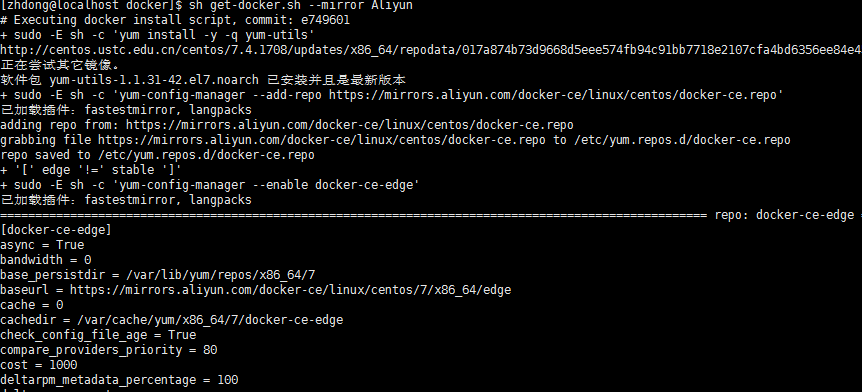 [zhdong@localhost docker]$ sh get-docker.sh --mirror Aliyun
# Executing docker install script, commit: e749601
+ sudo -E sh -c 'yum install -y -q yum-utils'
http://centos.ustc.edu.cn/centos/7.4.1708/updates/x86_64/repodata/017a874b73d9668d5eee574fb94c91bb7718e2107cfa4bd6356ee84e4
正在尝试其它镜像。
软件包 yum-utils-1.1.31-42.el7.noarch 已安装并且是最新版本
+ sudo -E sh -c 'yum-config-manager --add-repo https://mirrors.aliyun.com/docker-ce/linux/centos/docker-ce.repo'
已加载插件: fastestmirror, langpacks
adding repo from: https://mirrors.aliyun.com/docker-ce/linux/centos/docker-ce.repo
grabbing file https://mirrors.aliyun.com/docker-ce/linux/centos/docker-ce.repo to /etc/yum.repos.d/docker-ce.repo
repo saved to /etc/yum.repos.d/docker-ce.repo
+ '[' edge '!=' stable ']'
+ sudo -E sh -c 'yum-config-manager --enable docker-ce-edge'
已加载插件: fastestmirror, langpacks
===================================================================================================== repo: docker-ce-edge =
[docker-ce-edge]
async = True
bandwidth = 0
base_persistdir = /var/lib/yum/repos/x86_64/7
baseurl = https://mirrors.aliyun.com/docker-ce/linux/centos/7/x86_64/edge
cache = 0
cachedir = /var/cache/yum/x86_64/7/docker-ce-edge
check_config_file_age = True
compare_providers_priority = 80
cost = 1000
deltarpm_metadata_percentage = 100